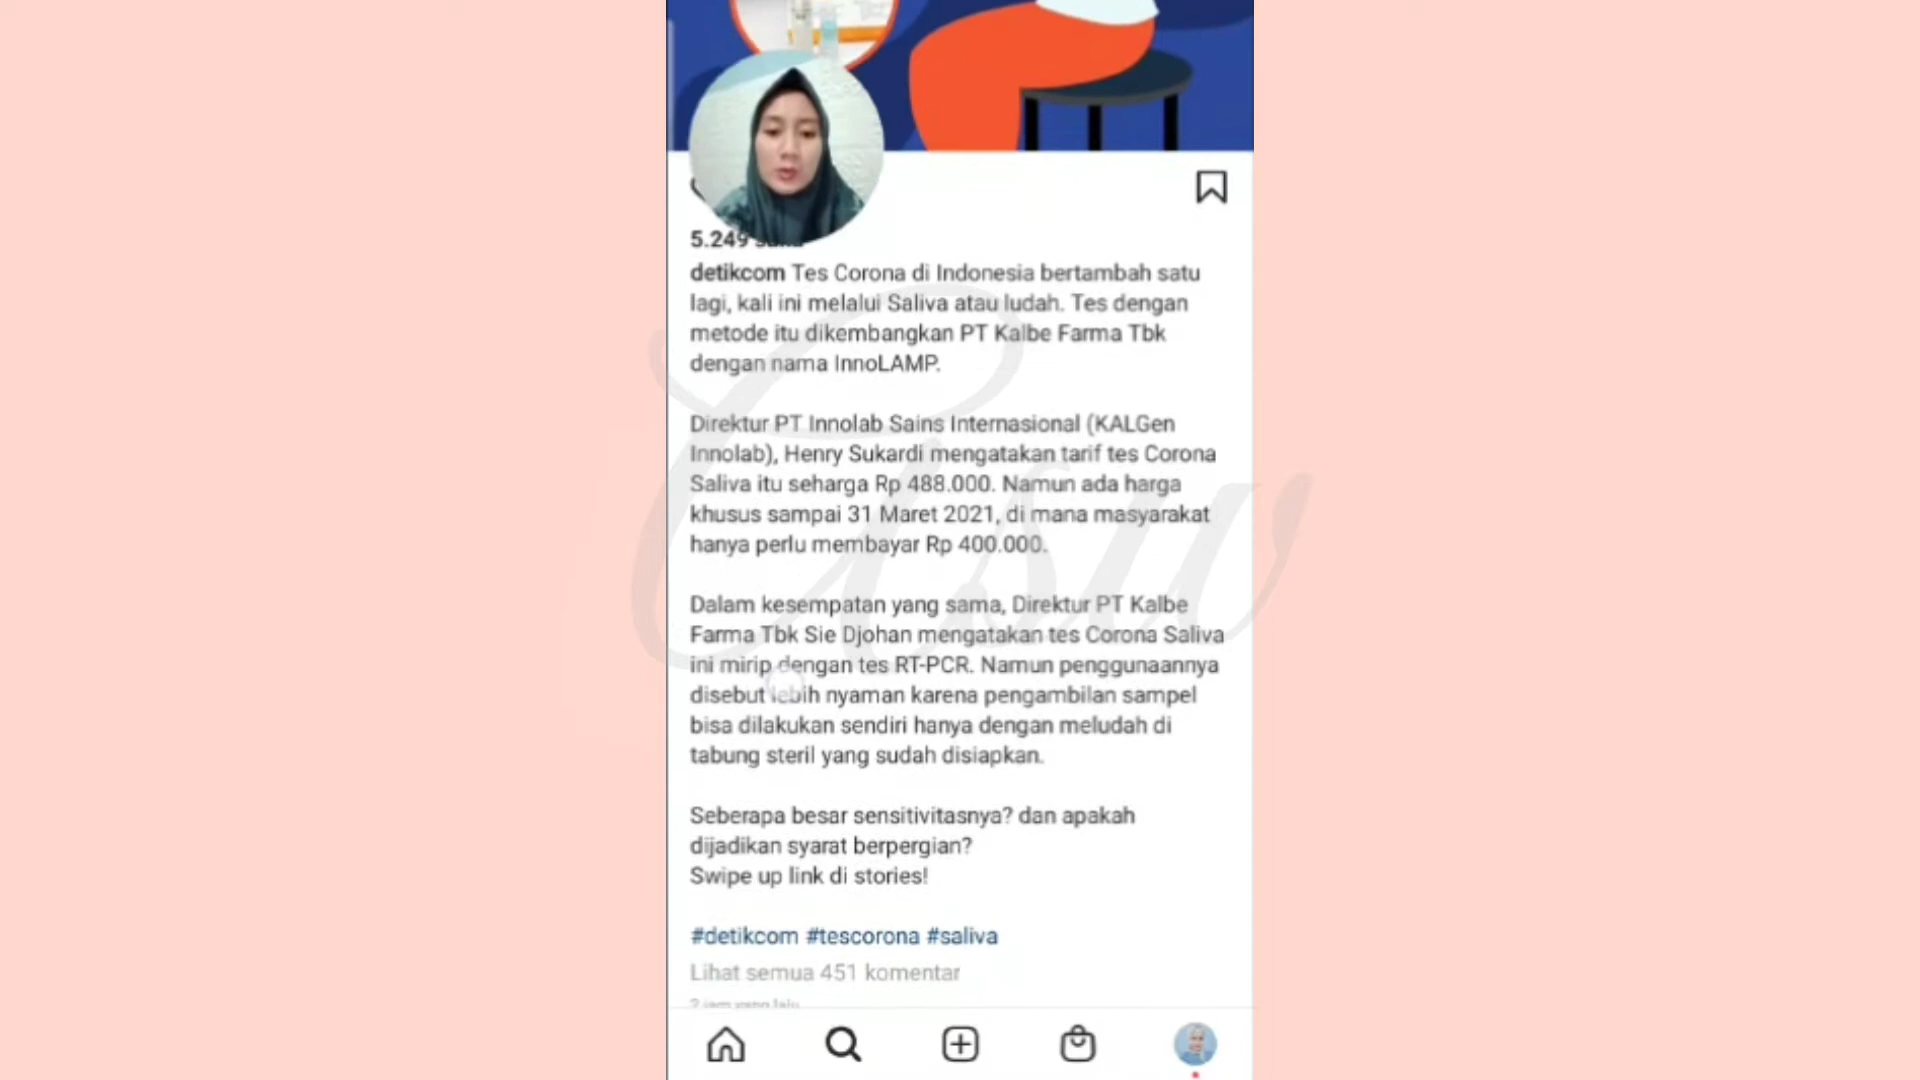 5.249
detikcom Tes Corona di Indonesia bertambah satu
lagi, kali ini melalui Saliva atau ludah. Tes dengan
metode itu dikembangkan PT Kalbe Farma Tbk
dengan nama InnoLAMP.
Direktur PT Innolab Sains Internasional (KALGen
Innolab), Henry Sukardi mengatakan tarif tes Corona
Saliva itu seharga Rp 488.000. Namun ada harga
khusus sampai 31 Maret 2021, di mana masyarakat
hanya perlu membayar Rp 400.000.
Dalam kesempatan yang sama, Direktur PT Kalbe
Farma Tbk Sie Djohan mengatakan tes Corona Saliva
ini mirip dengan tes RT-PCR. Namun penggunaannya
disebut lebih nyaman karena pengambilan sampel
bisa dilakukan sendiri hanya dengan meludah di
tabung steril yang sudah disiapkan.
Seberapa besar sensitivitasnya? dan apakah
dijadikan syarat berpergian?
Swipe up link di stories!
#detikcom #tescorona #saliva
Lihat semua 451 komentar
2 jam yang lalu